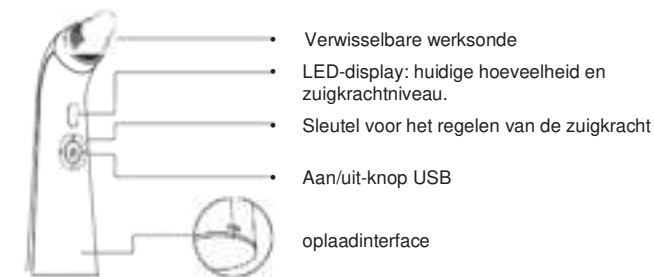 • Verwisselbare werksonde
• LED-display: huidige hoeveelheid en
zuigkrachtniveau.
• Sleutel voor het regelen van de zuigkracht
• Aan/uit-knop USB
oplaadinterface